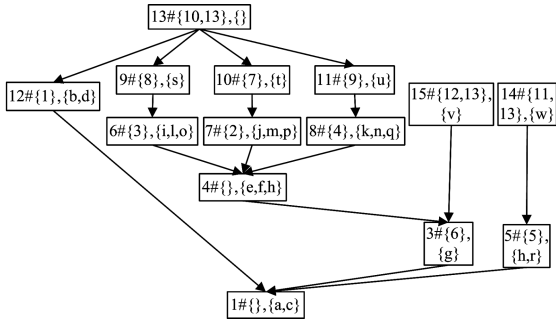 13#{10,13},{}
9#{8},{s}
10#{7},{t}
11#{9},{u}
12#{1},{b,d}
15#{12,13},
{v}
14#{11,
13},{w}
6#{3},{i,l,o}
7#{2},{j,m,p}
8#{4},{k,n,q}
4#{},{e,f,h}
3#{6},
{g}
5#{5},
{h,r}
1#{},{a,c}